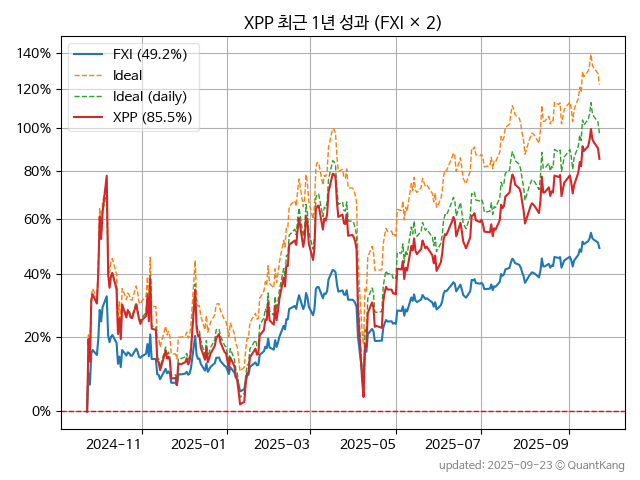 XPP 최근 1년 성과 (FXI × 2)
FXI (49.2%)
Ideal
Ideal (daily)
XPP (85.5%)
140%
120%
100%
80%
60%
40%
20%
0%
2024-11
2025-01
2025-03
2025-05
2025-07
2025-09
updated: 2025-09-23 © QuantKang